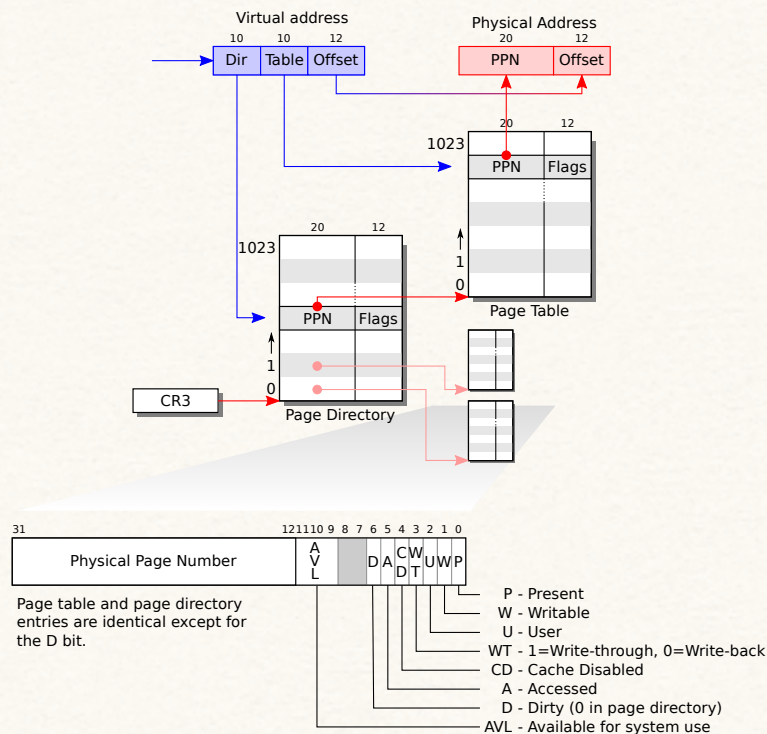 Virtual address
10 10 12
Dir Table Offset
Physical Address
20 12
PPN Offset
20 12
1023
PPN Flags
1
0
Page Table
20 12
1023
PPN Flags
1
0
CR3
Page Directory
31 12 11 10 9 8 7 6 5 4 3 2 1 0
Physical Page Number AVL D A CD WT U W P
Page table and page directory
entries are identical except for
the D bit.
P - Present
W - Writable
U - User
WT - 1=Write-through, 0=Write-back
CD - Cache Disabled
A - Accessed
D - Dirty (0 in page directory)
AVL - Available for system use